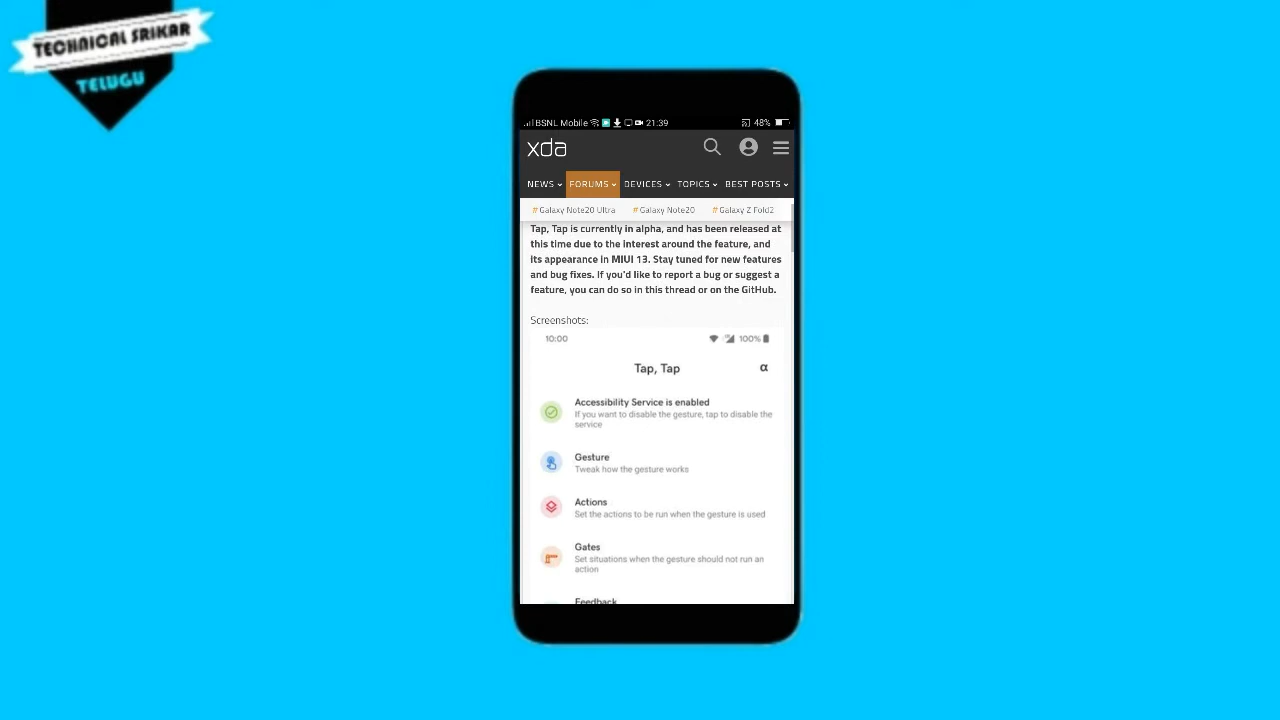 TECHNICAL SRIKAR
TELUGU
BSNL Mobile 21:39 48%
xda
NEWS FORUMS DEVICES TOPICS BEST POSTS
#Galaxy Note20 Ultra #Galaxy Note20 #Galaxy Z Fold2
Tap, Tap is currently in alpha, and has been released at
this time due to the interest around the feature, and
its appearance in MIUI 13. Stay tuned for new features
and bug fixes. If you'd like to report a bug or suggest a
feature, you can do so in this thread or on the GitHub.
Screenshots:
10:00 100%
Tap, Tap α
Accessibility Service is enabled
If you want to disable the gesture, tap to disable the
service
Gesture
Tweak how the gesture works
Actions
Set the actions to be run when the gesture is used
Gates
Set situations when the gesture should not run an
action
Feedback